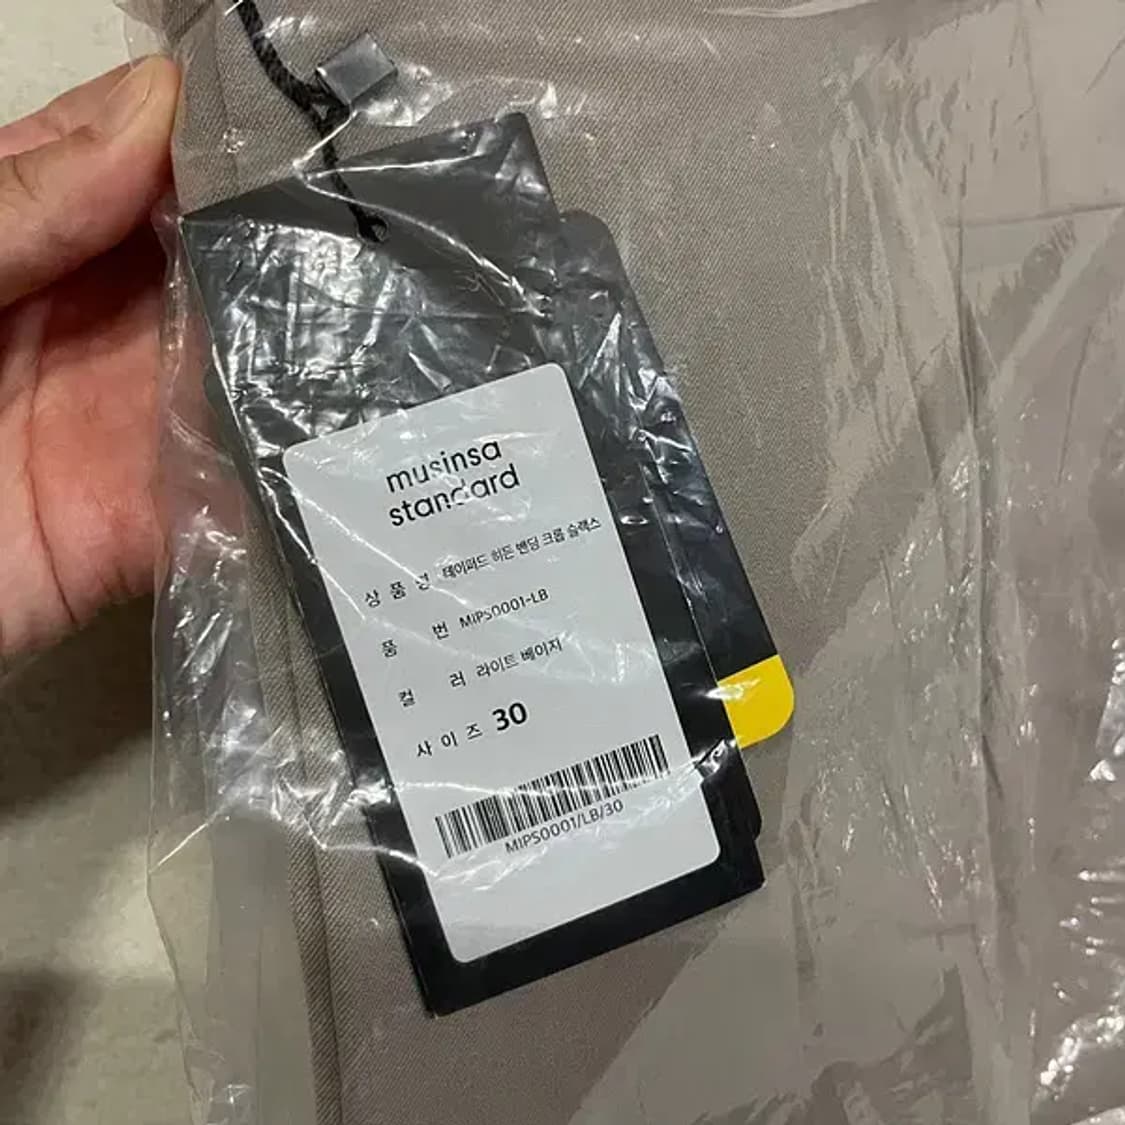 musinsa
standard
상 품 명 테이퍼드 히든 밴딩 크롭 슬랙스
품 번 MIPS0001-LB
컬 러 라이트 베이지
사 이 즈 30
MIPS0001/LB/30